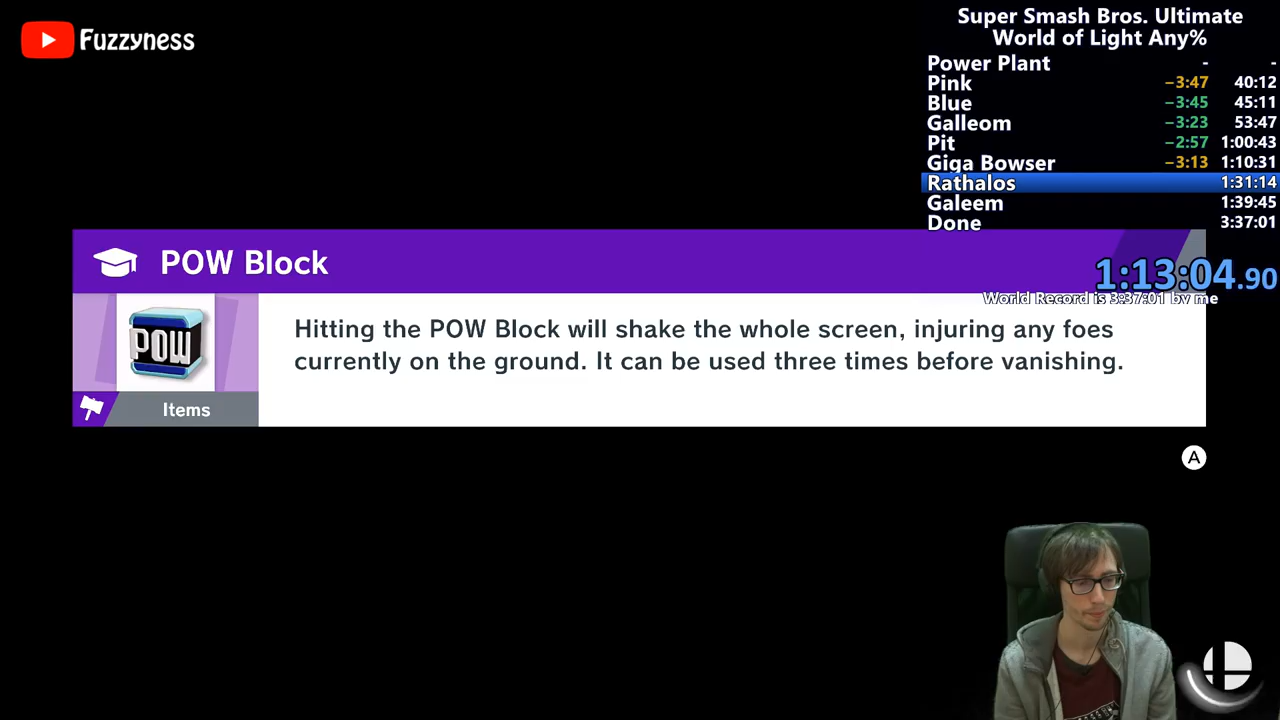 Fuzzyness
Super Smash Bros. Ultimate
World of Light Any%
Power Plant - -
Pink −3:47 40:12
Blue −3:45 45:11
Galleom −3:23 53:47
Pit −2:57 1:00:43
Giga Bowser −3:13 1:10:31
Rathalos 1:31:14
Galeem 1:39:45
Done 3:37:01
1:13:04.90
World Record is 3:37:01 by me
POW Block
POW
Hitting the POW Block will shake the whole screen, injuring any foes
currently on the ground. It can be used three times before vanishing.
Items
A